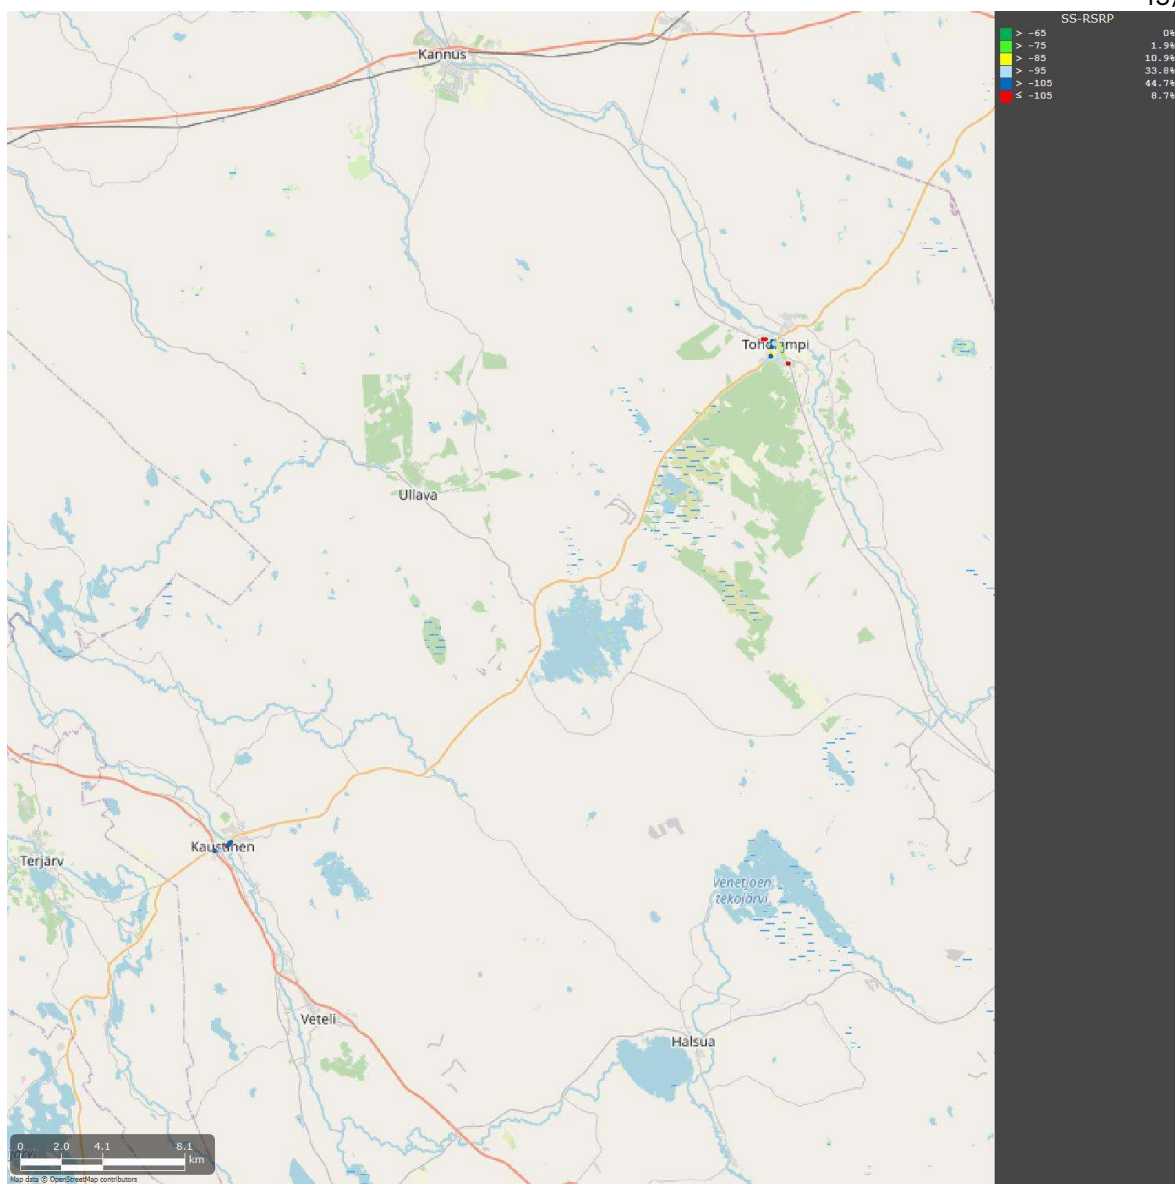 SS-RSRP
> -65 0%
> -75 1.9%
> -85 10.9%
> -95 33.8%
> -105 44.7%
≤ -105 8.7%
Kannus
Toholampi
Ullava
Kaustinen
Terjärv
Venetjoen
tekojärvi
Veteli
Halsua
0 2.0 4.1 8.1
km
Map data © OpenStreetMap contributors